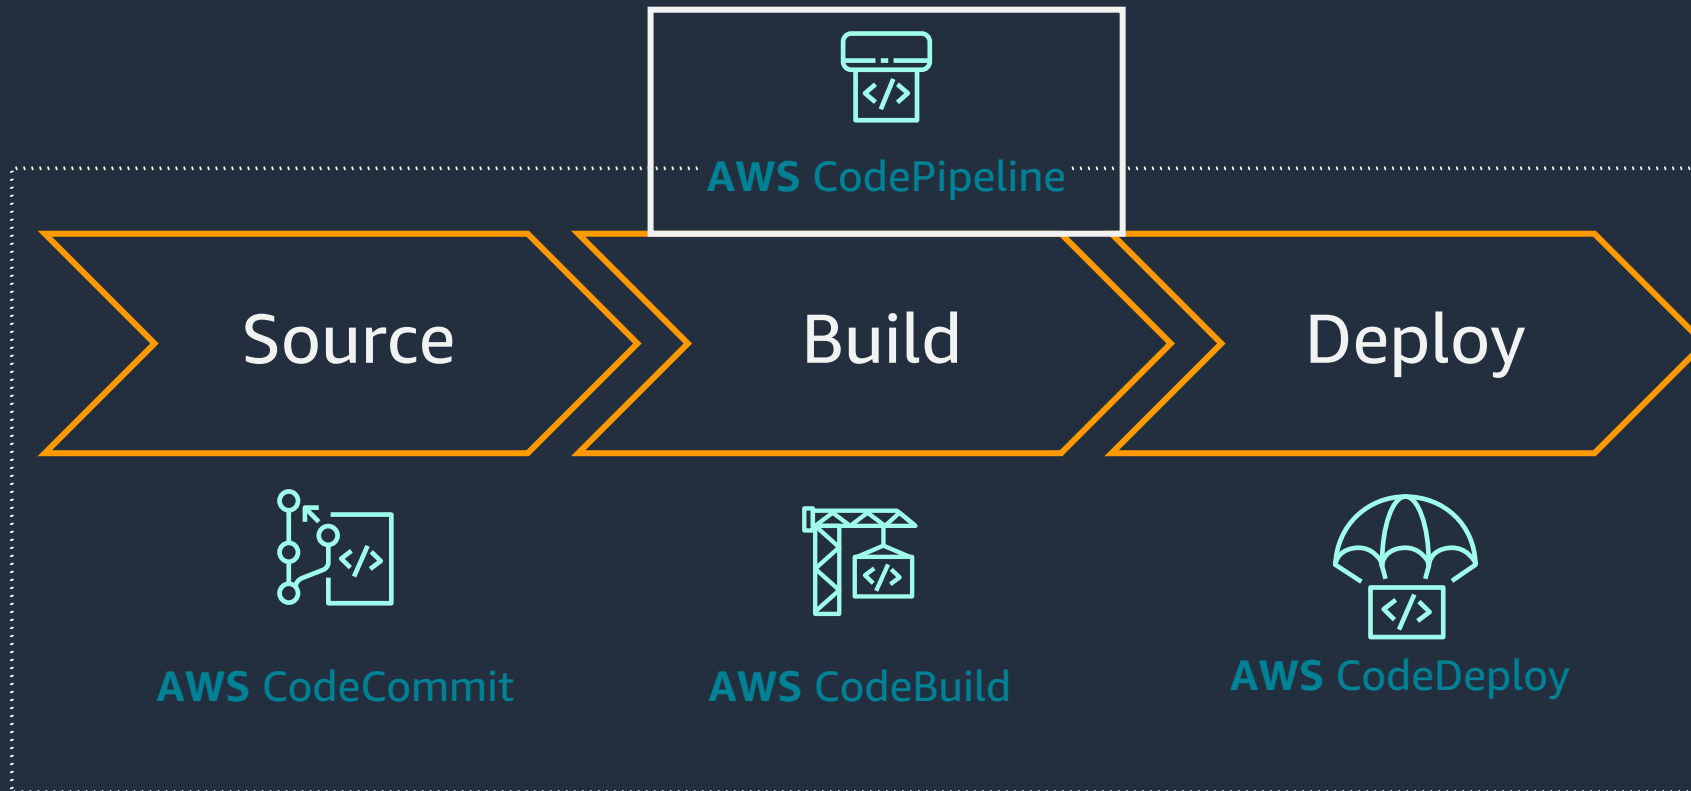 </>
AWS CodePipeline
Source
Build
Deploy
</>
</>
</>
AWS CodeCommit
AWS CodeBuild
AWS CodeDeploy